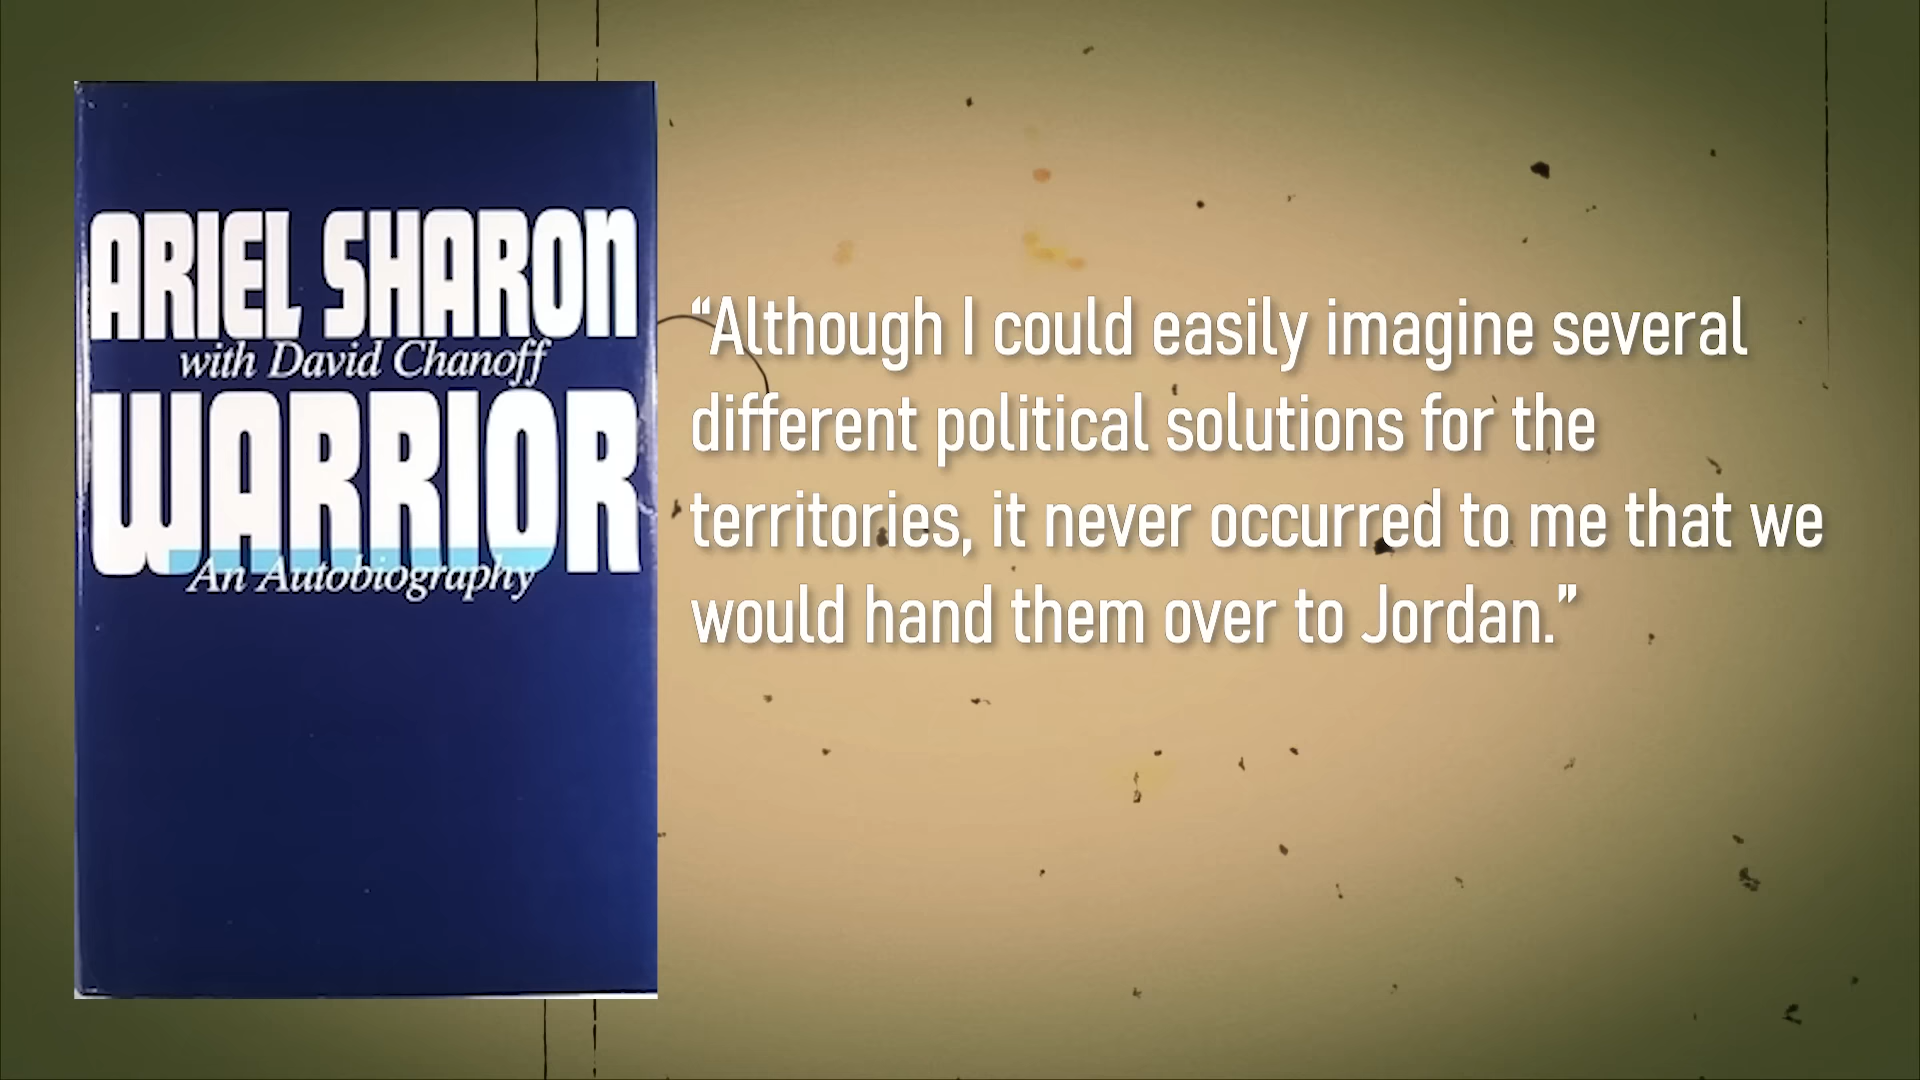 ARIEL SHARON
with David Chanoff
WARRIOR
An Autobiography
“Although I could easily imagine several
different political solutions for the
territories, it never occurred to me that we
would hand them over to Jordan.”